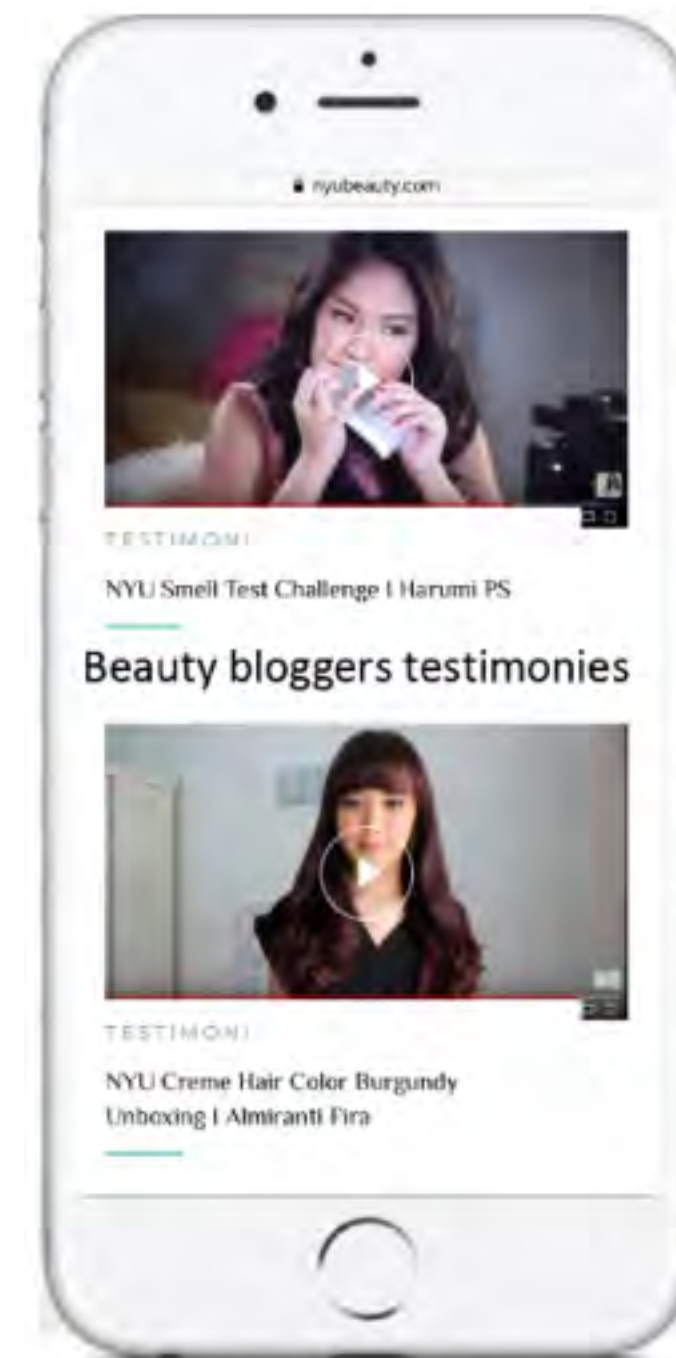 nyubeauty.com
TESTIMONI
NYU Smell Test Challenge I Harumi PS
Beauty bloggers testimonies
TESTIMONI
NYU Creme Hair Color Burgundy
Unboxing I Almiranti Fira